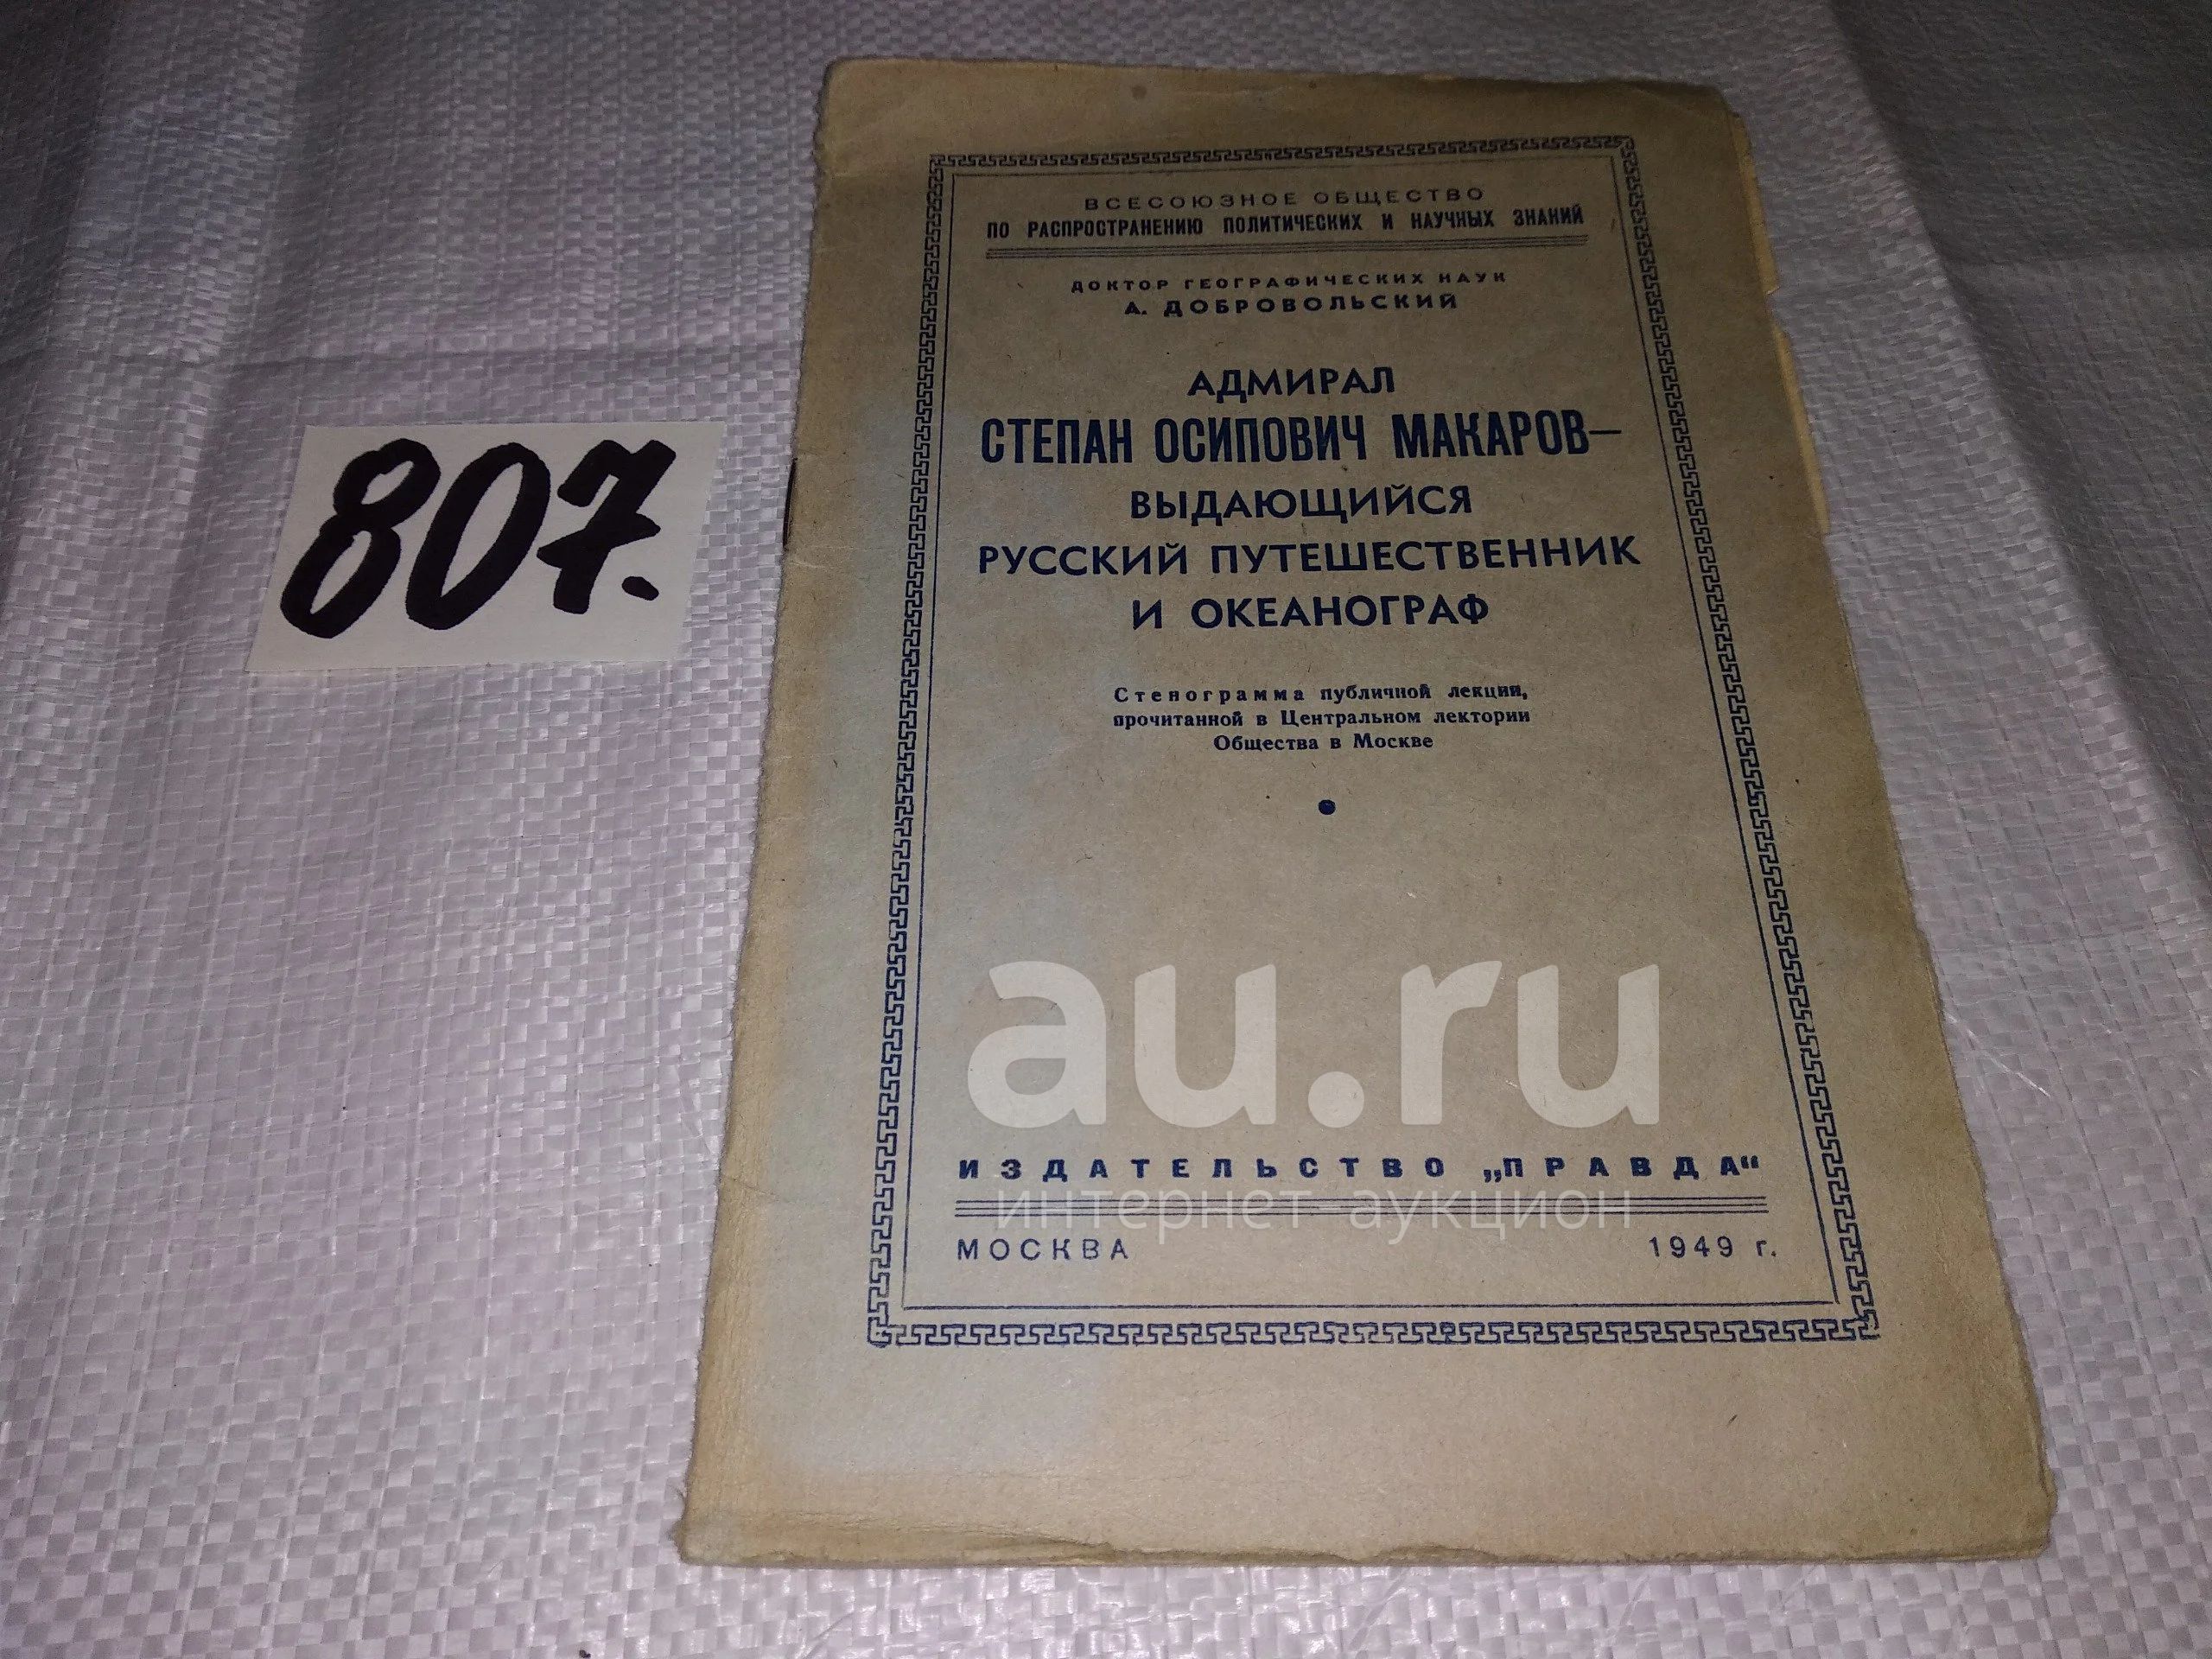 807.
ВСЕСОЮЗНОЕ ОБЩЕСТВО
ПО РАСПРОСТРАНЕНИЮ ПОЛИТИЧЕСКИХ И НАУЧНЫХ ЗНАНИЙ
ДОКТОР ГЕОГРАФИЧЕСКИХ НАУК
А. ДОБРОВОЛЬСКИЙ
АДМИРАЛ
СТЕПАН ОСИПОВИЧ МАКАРОВ—
ВЫДАЮЩИЙСЯ
РУССКИЙ ПУТЕШЕСТВЕННИК
И ОКЕАНОГРАФ
Стенограмма публичной лекции,
прочитанной в Центральном лектории
Общества в Москве
au.ru
ИЗДАТЕЛЬСТВО „ПРАВДА“
интернет аукцион
МОСКВА 1949 г.